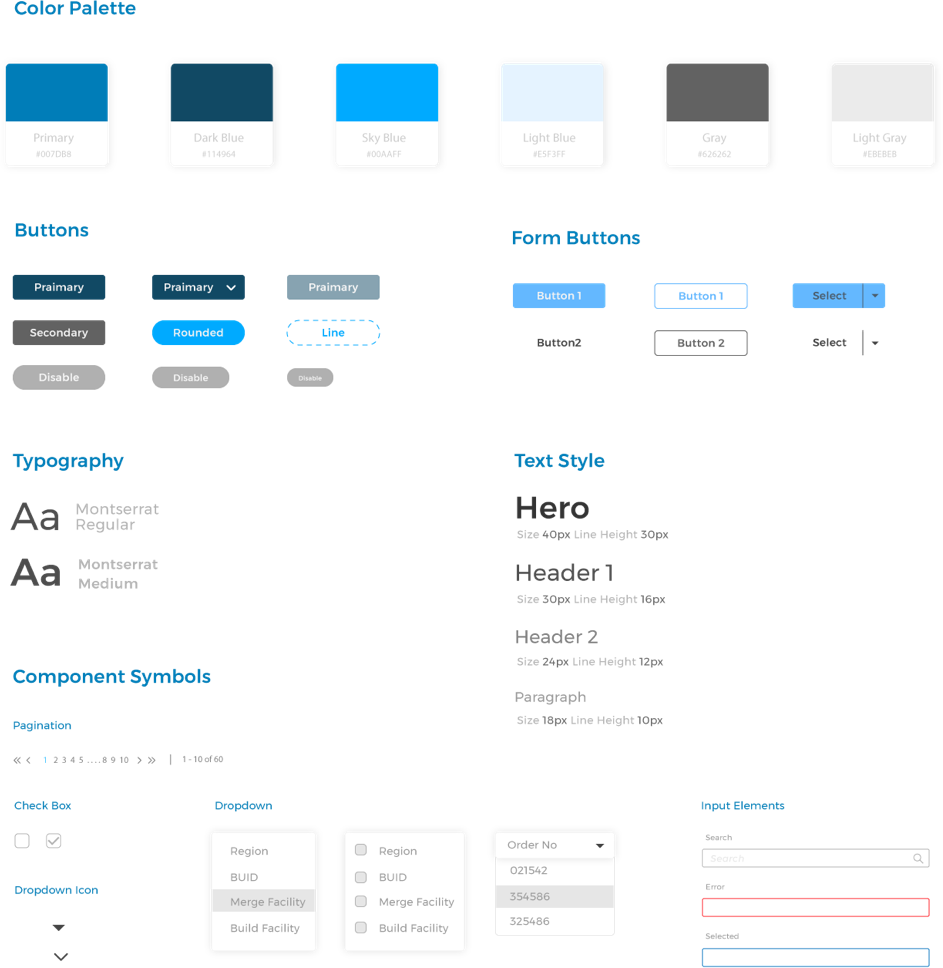 Color Palette
Primary
#007DB8
Dark Blue
#114964
Sky Blue
#00AAFF
Light Blue
#E5F3FF
Gray
#626262
Light Gray
#EBEBEB
Buttons
Praimary
Praimary
Praimary
Secondary
Rounded
Line
Disable
Disable
Disable
Form Buttons
Button 1
Button 1
Select
Button2
Button 2
Select
Typography
Aa
Montserrat
Regular
Aa
Montserrat
Medium
Text Style
Hero
Size 40px Line Height 30px
Header 1
Size 30px Line Height 16px
Header 2
Size 24px Line Height 12px
Paragraph
Size 18px Line Height 10px
Component Symbols
Pagination
« < 1 2 3 4 5 .... 8 9 10 > » | 1 - 10 of 60
Check Box
Dropdown Icon
Dropdown
Region
BUID
Merge Facility
Build Facility
Region
BUID
Merge Facility
Build Facility
Order No
021542
354586
325486
Input Elements
Search
Search
Error
Selected